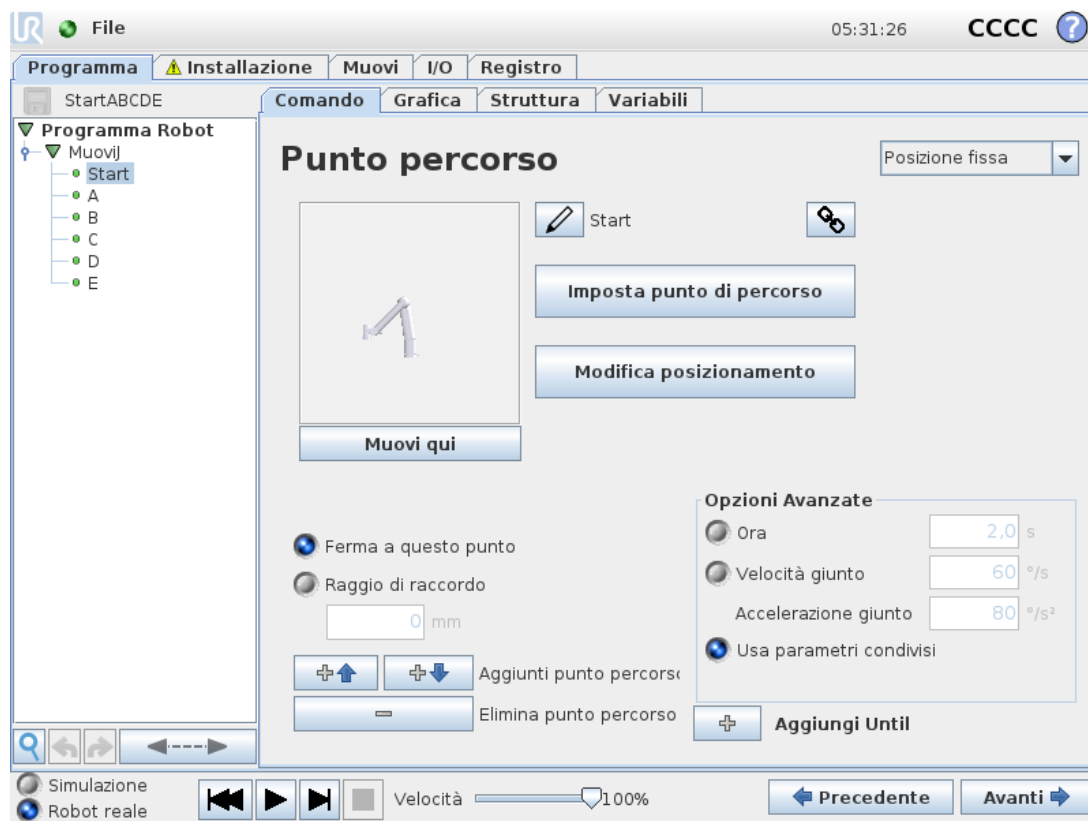 UR File 05:31:26 CCCC ?
Programma Installazione Muovi I/O Registro
StartABCDE Comando Grafica Struttura Variabili
Programma Robot
MuoviJ
Start
A
B
C
D
E
Punto percorso
Posizione fissa
Start
Imposta punto di percorso
Modifica posizionamento
Muovi qui
Ferma a questo punto
Raggio di raccordo
0 mm
Aggiunti punto percorso
Elimina punto percorso
Opzioni Avanzate
Ora 2,0 s
Velocità giunto 60 °/s
Accelerazione giunto 80 °/s²
Usa parametri condivisi
Aggiungi Until
Simulazione
Robot reale
Velocità 100%
Precedente Avanti